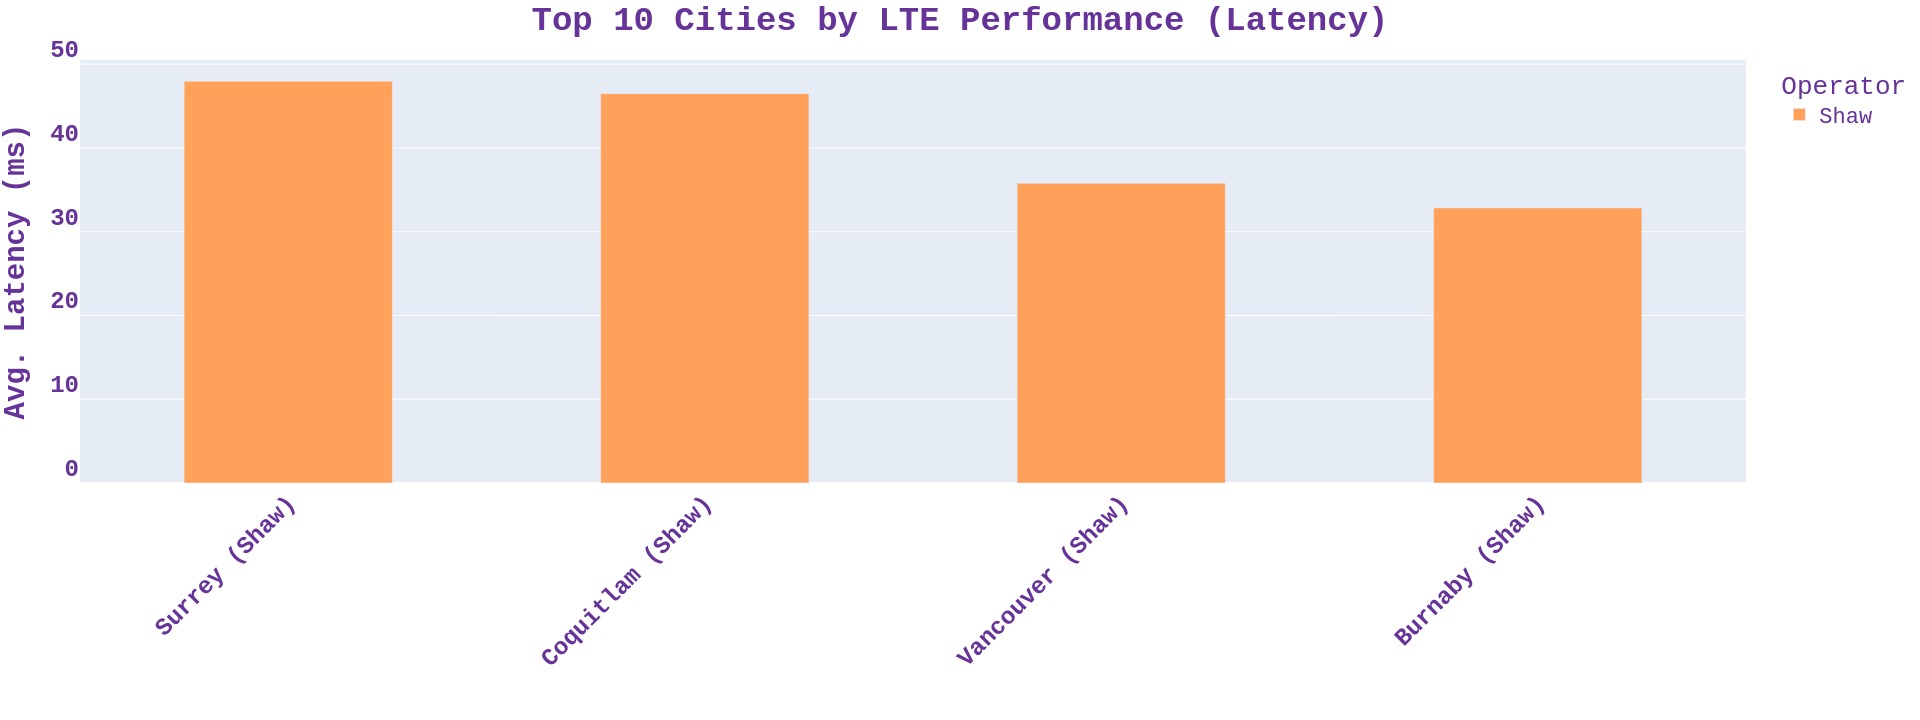 Top 10 Cities by LTE Performance (Latency)
Avg. Latency (ms)
50
40
30
20
10
0
Surrey (Shaw)
Coquitlam (Shaw)
Vancouver (Shaw)
Burnaby (Shaw)
Operator
Shaw